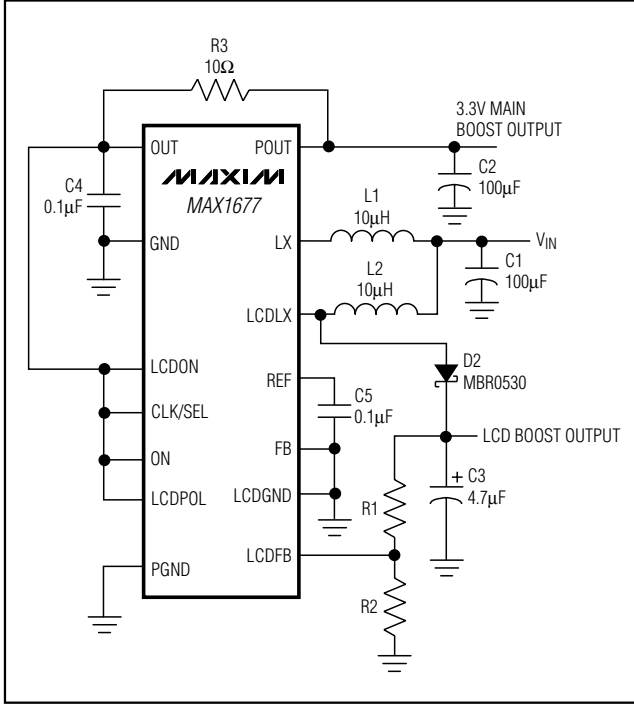 R3
10Ω
3.3V MAIN
BOOST OUTPUT
OUT
POUT
C2
100µF
C4
0.1µF
MAXIM
MAX1677
L1
10µH
GND
LX
VIN
C1
100µF
L2
10µH
LCDLX
LCDON
REF
D2
MBR0530
C5
0.1µF
CLK/SEL
LCD BOOST OUTPUT
ON
FB
+
C3
4.7µF
LCDPOL
LCDGND
R1
LCDFB
PGND
R2